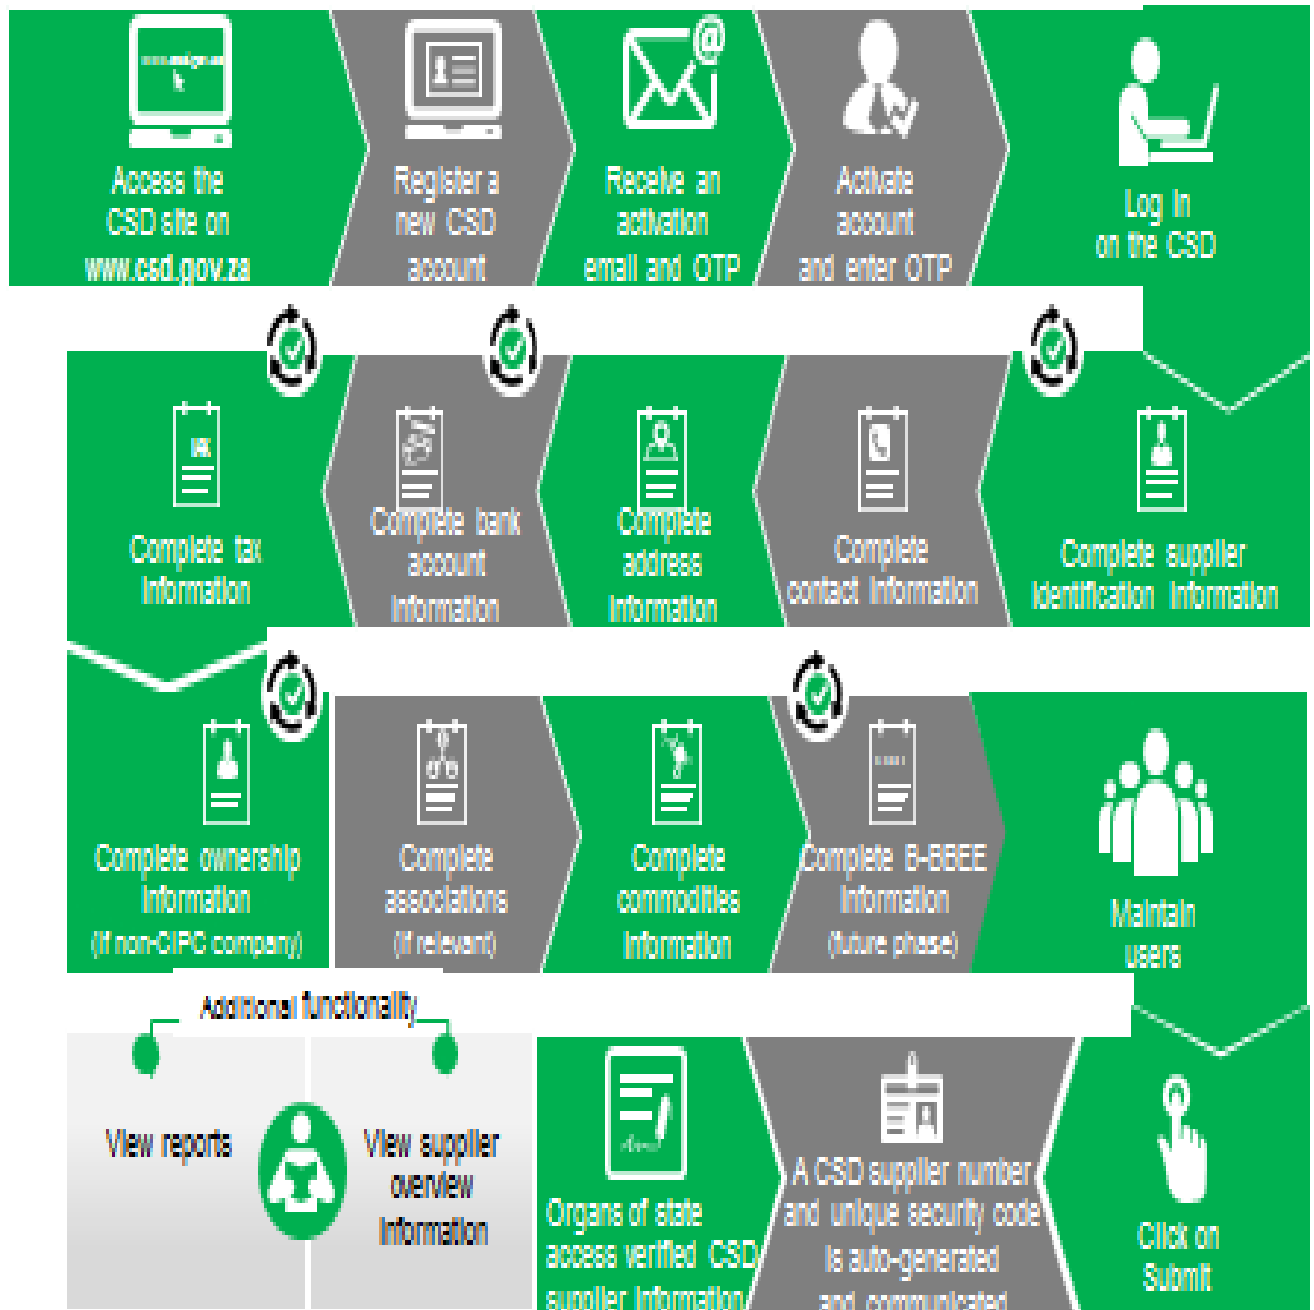 Access the
CSD site on
www.csd.gov.za
Register a
new CSD
account
Receive an
activation
email and OTP
Activate
account
and enter OTP
Log in
on the CSD
Complete tax
Information
Complete bank
account
Information
Complete
address
Information
Complete
contact Information
Complete supplier
Identification Information
TAX
Complete ownership
Information
(If non-CIPC company)
Complete
associations
(If relevant)
Complete
commodities
Information
Complete B-BBEE
Information
(future phase)
Maintain
users
Additional functionality
View reports
View supplier
overview
Information
Organs of state
access verified CSD
supplier Information
A CSD supplier number
and unique security code
is auto-generated
and communicated
Click on
Submit